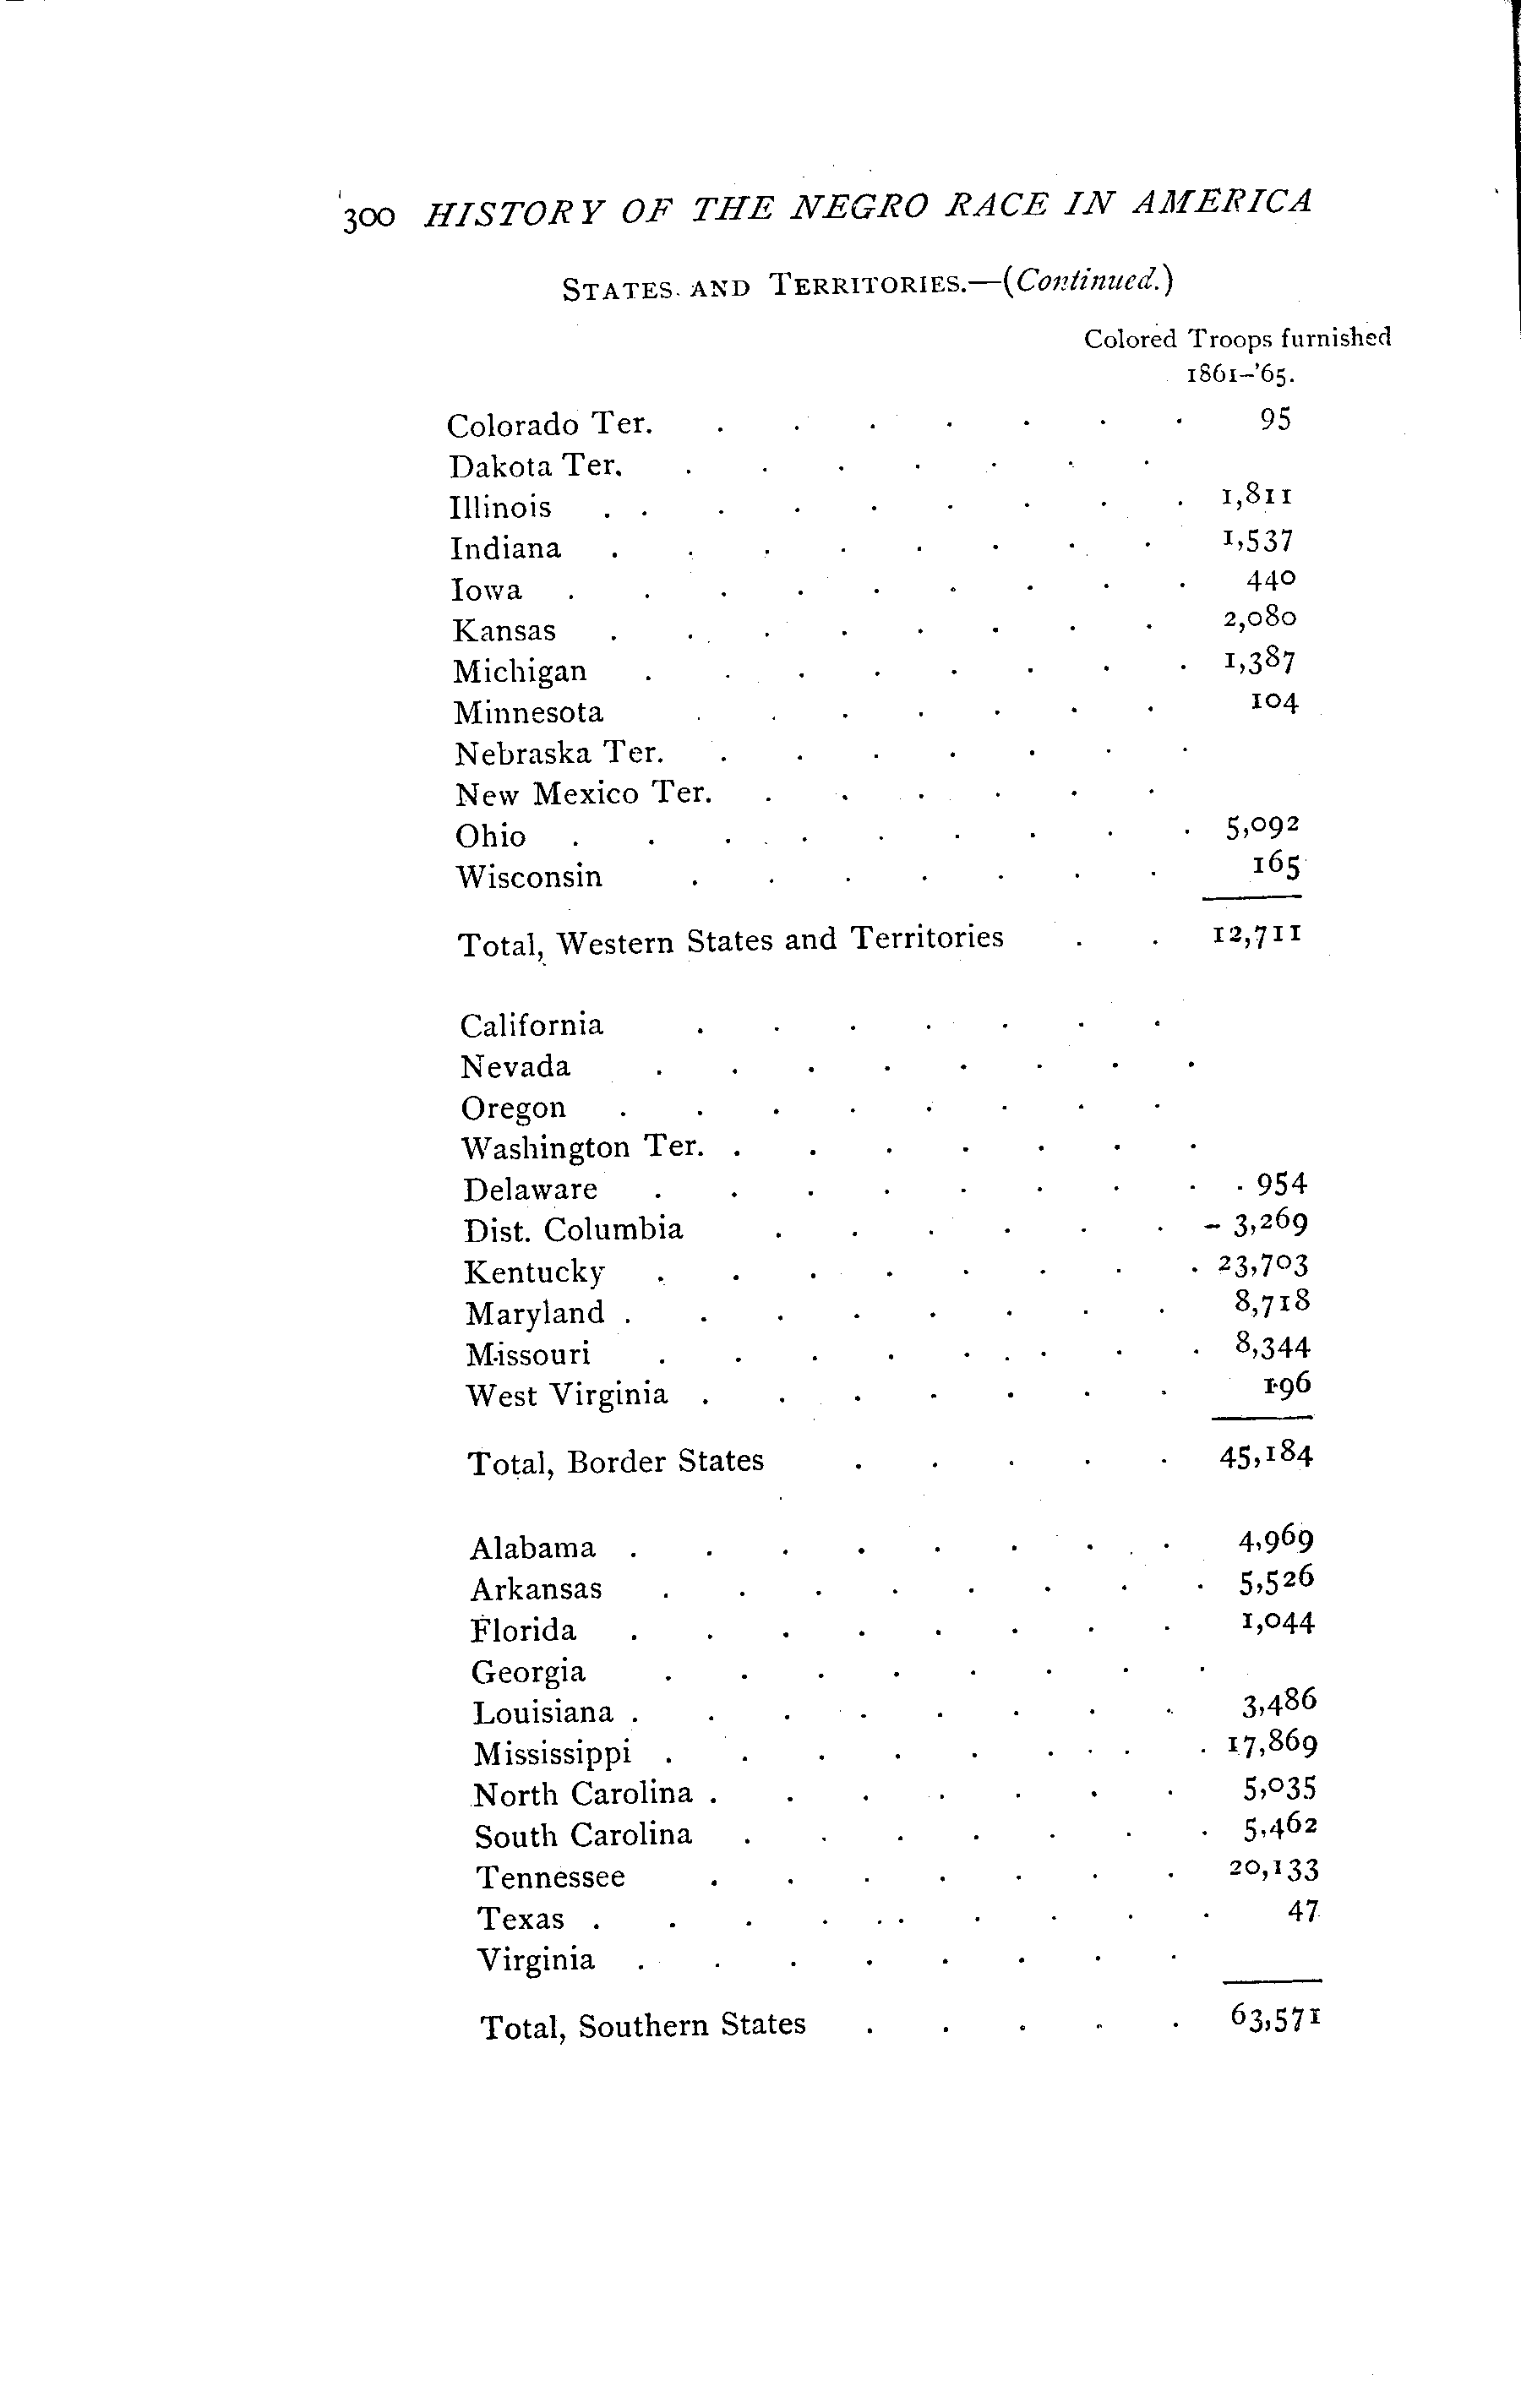 300 HISTORY OF THE NEGRO RACE IN AMERICA
STATES AND TERRITORIES.—(Continued.)
Colored Troops furnished
1861–'65.
Colorado Ter. . . . . . . . 95
Dakota Ter. . . . . . . .
Illinois . . . . . . . . . 1,811
Indiana . . . . . . . . 1,537
Iowa . . . . . . . . . 440
Kansas . . . . . . . . 2,080
Michigan . . . . . . . . 1,387
Minnesota . . . . . . . 104
Nebraska Ter. . . . . . . .
New Mexico Ter. . . . . . .
Ohio . . . . . . . . . 5,092
Wisconsin . . . . . . . 165
Total, Western States and Territories . . 12,711
California . . . . . . .
Nevada . . . . . . . .
Oregon . . . . . . . .
Washington Ter. . . . . . . .
Delaware . . . . . . . . . 954
Dist. Columbia . . . . . . - 3,269
Kentucky . . . . . . . . 23,703
Maryland . . . . . . . . 8,718
Missouri . . . . . . . . . 8,344
West Virginia . . . . . . . 196
Total, Border States . . . . . 45,184
Alabama . . . . . . . . 4,969
Arkansas . . . . . . . . 5,526
Florida . . . . . . . . 1,044
Georgia . . . . . . . .
Louisiana . . . . . . . . 3,486
Mississippi . . . . . . . . . 17,869
North Carolina . . . . . . . 5,035
South Carolina . . . . . . . 5,462
Tennessee . . . . . . . 20,133
Texas . . . . . . . . . . 47
Virginia . . . . . . . .
Total, Southern States . . . . . 63,571